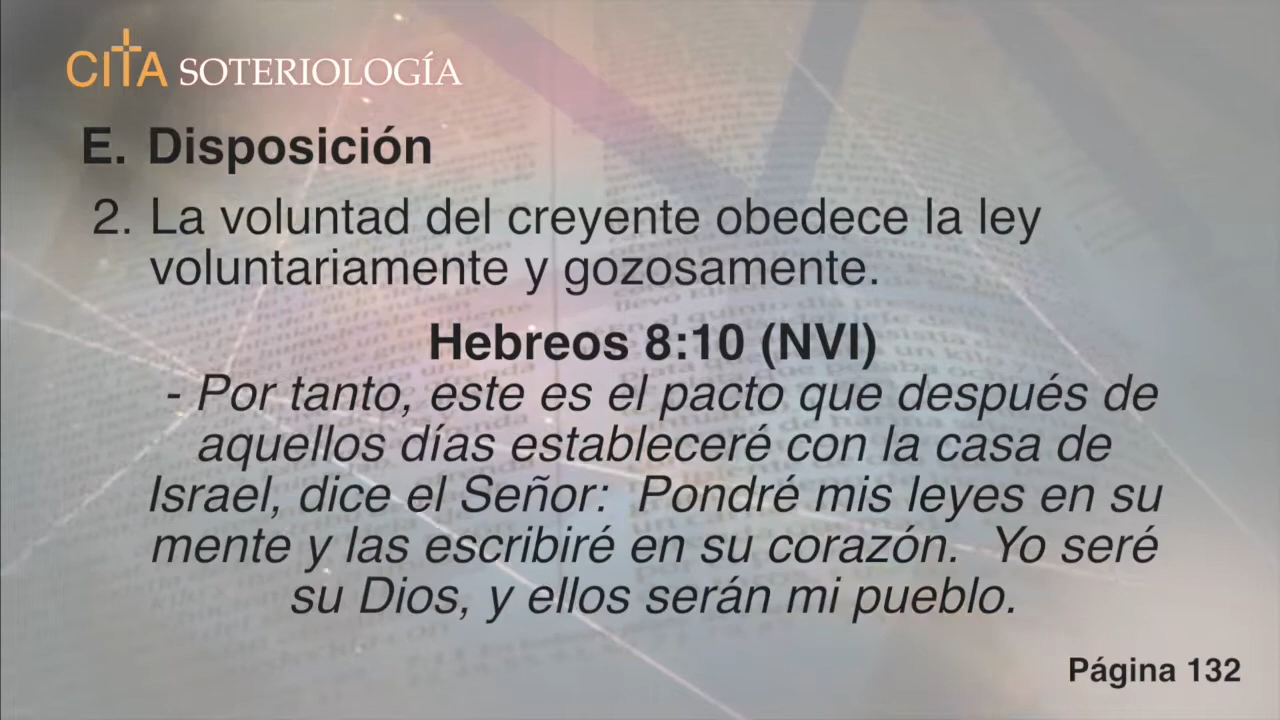 CITA SOTERIOLOGÍA
E. Disposición
2. La voluntad del creyente obedece la ley
voluntariamente y gozosamente.
Hebreos 8:10 (NVI)
- Por tanto, este es el pacto que después de
aquellos días estableceré con la casa de
Israel, dice el Señor:  Pondré mis leyes en su
mente y las escribiré en su corazón.  Yo seré
su Dios, y ellos serán mi pueblo.
Página 132